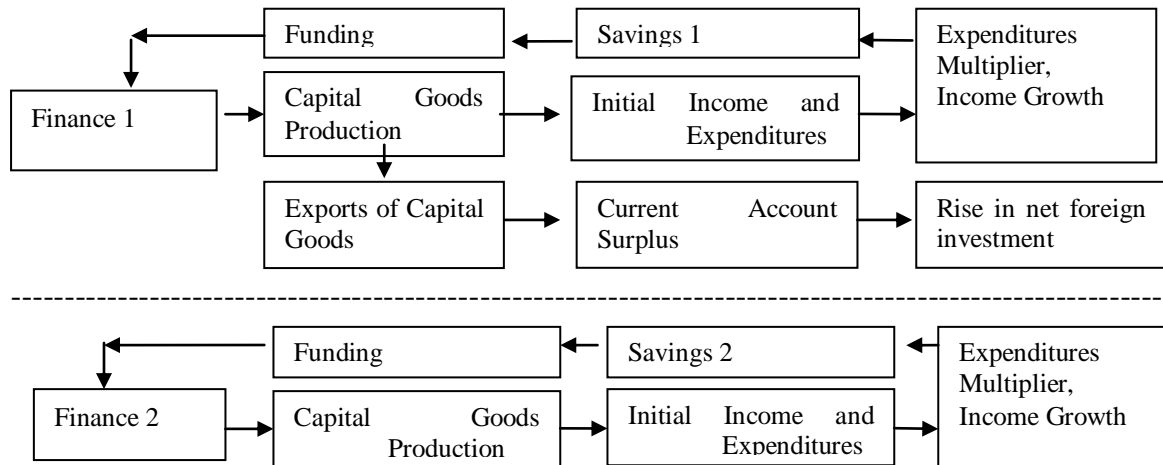 Funding
Savings 1
Expenditures
Multiplier,
Income Growth
Finance 1
Capital Goods
Production
Initial Income and
Expenditures
Exports of Capital
Goods
Current Account
Surplus
Rise in net foreign
investment
Funding
Savings 2
Expenditures
Multiplier,
Income Growth
Finance 2
Capital Goods
Production
Initial Income and
Expenditures